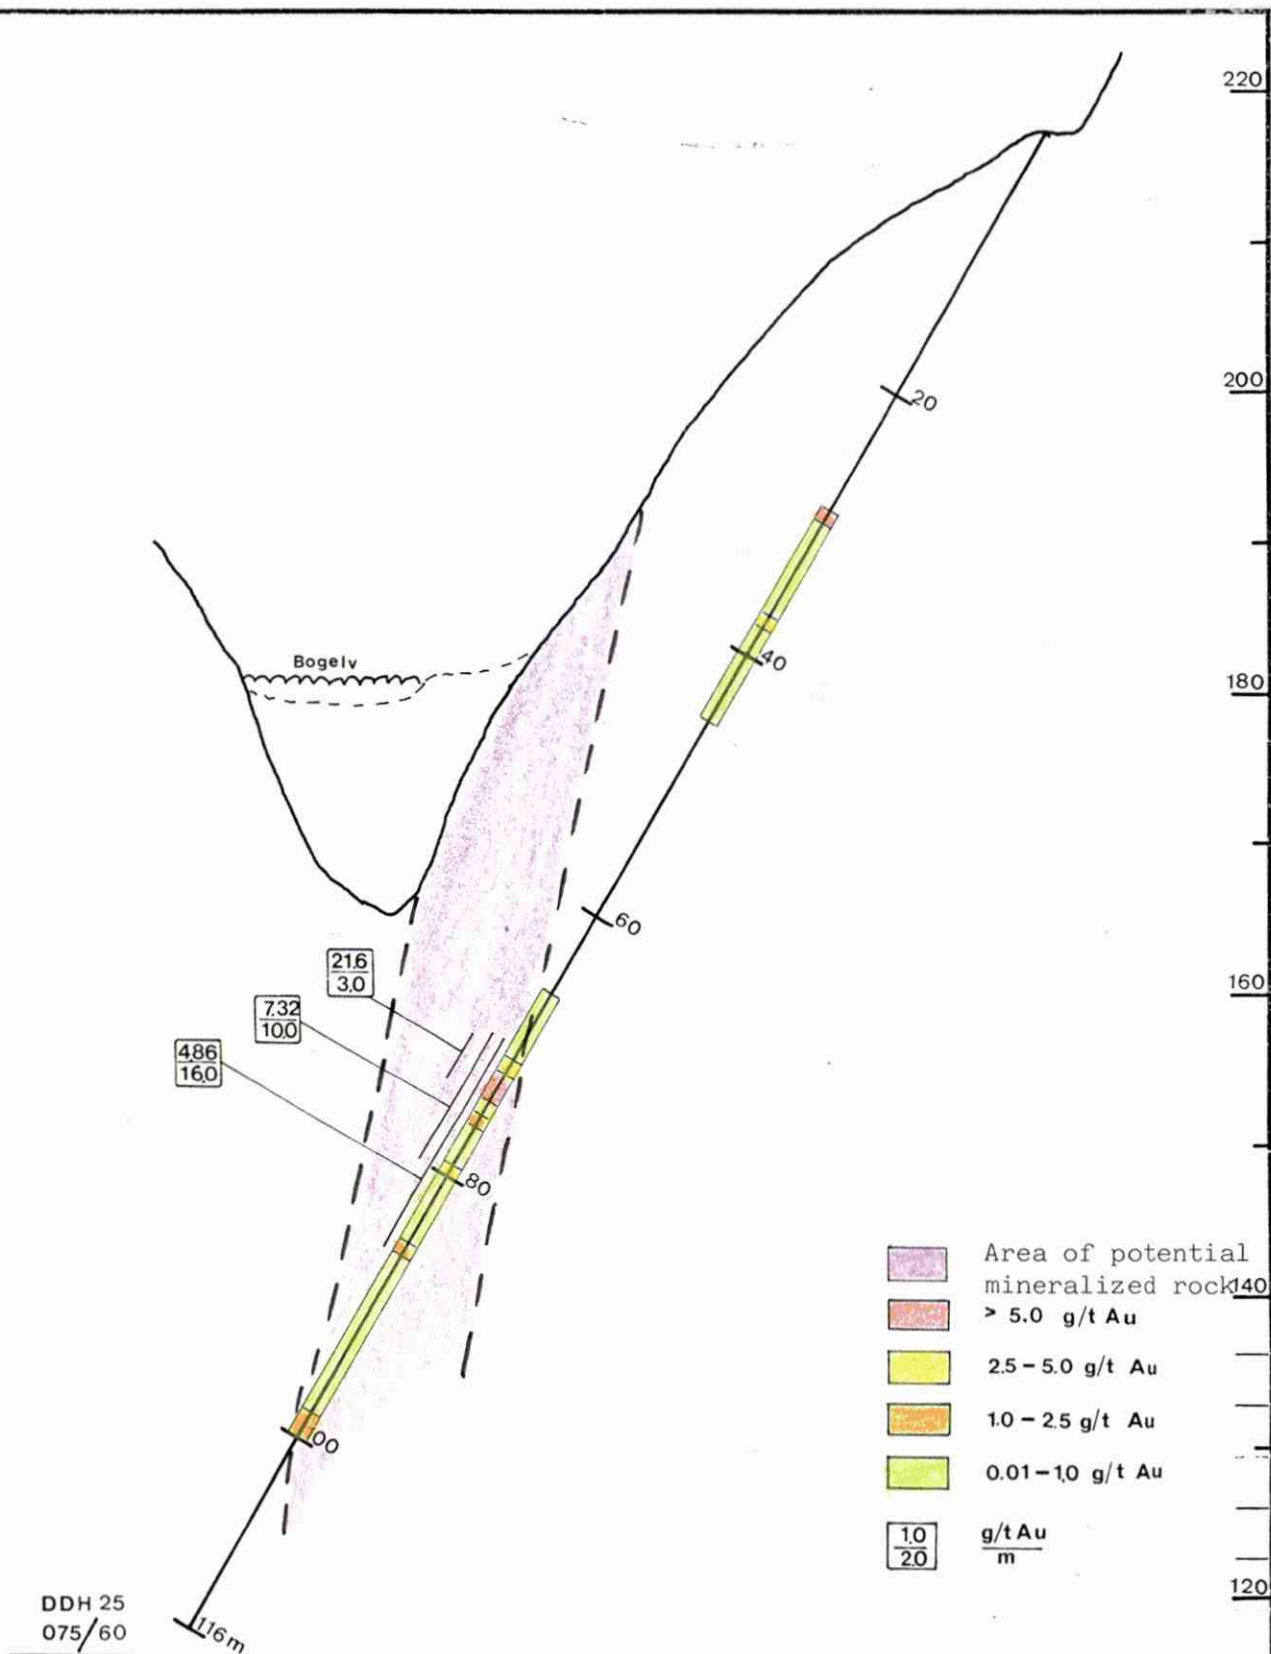 220
200
20
40
180
Bogelv
60
21.6
3,0
160
7.32
10,0
4.86
16,0
80
Area of potential
mineralized rock
140
> 5.0 g/t Au
2.5 – 5.0 g/t Au
1.0 – 2.5 g/t Au
100
0.01 – 1,0 g/t Au
1,0
2,0
g/t Au
m
120
DDH 25
075/60
116 m